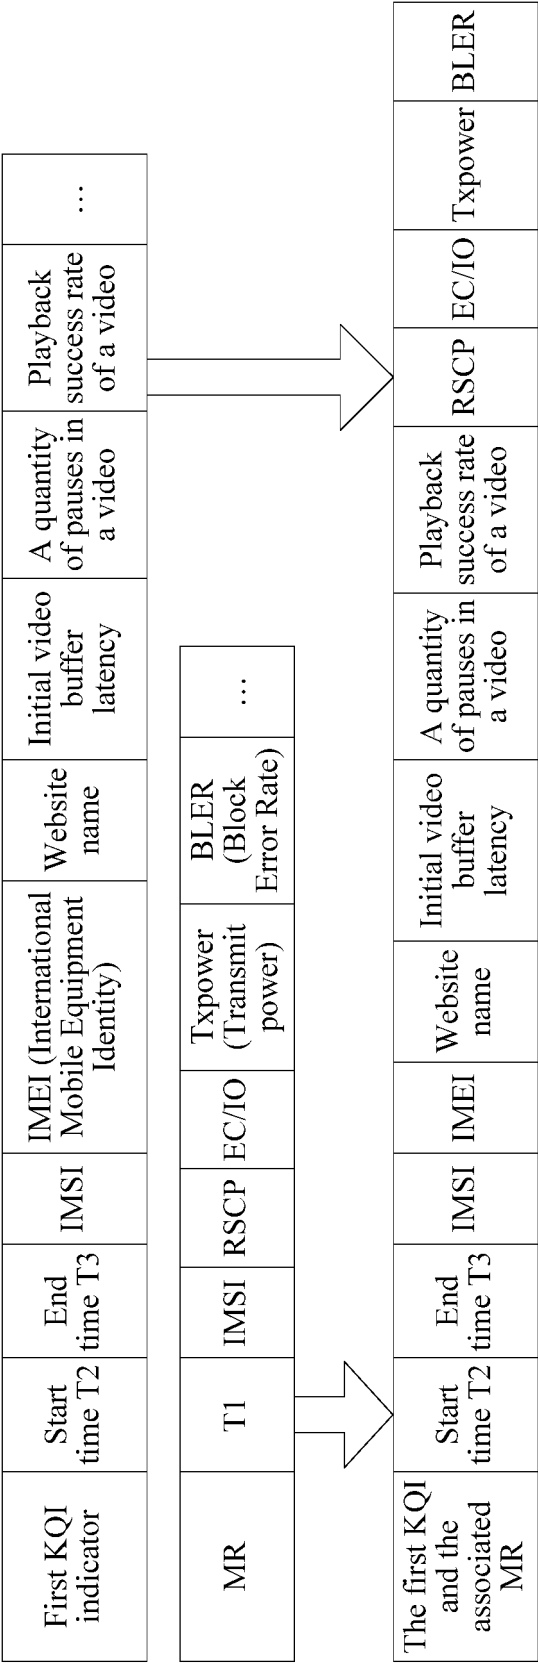 First KQI
indicator
Start
time T2
End
time T3
IMSI
IMEI (International
Mobile Equipment
Identity)
Website
name
Initial video
buffer
latency
A quantity
of pauses in
a video
Playback
success rate
of a video
...
MR
T1
IMSI
RSCP
EC/IO
Txpower
(Transmit
power)
BLER
(Block
Error Rate)
...
The first KQI
and the
associated
MR
Start
time T2
End
time T3
IMSI
IMEI
Website
name
Initial video
buffer
latency
A quantity
of pauses in
a video
Playback
success rate
of a video
RSCP
EC/IO
Txpower
BLER